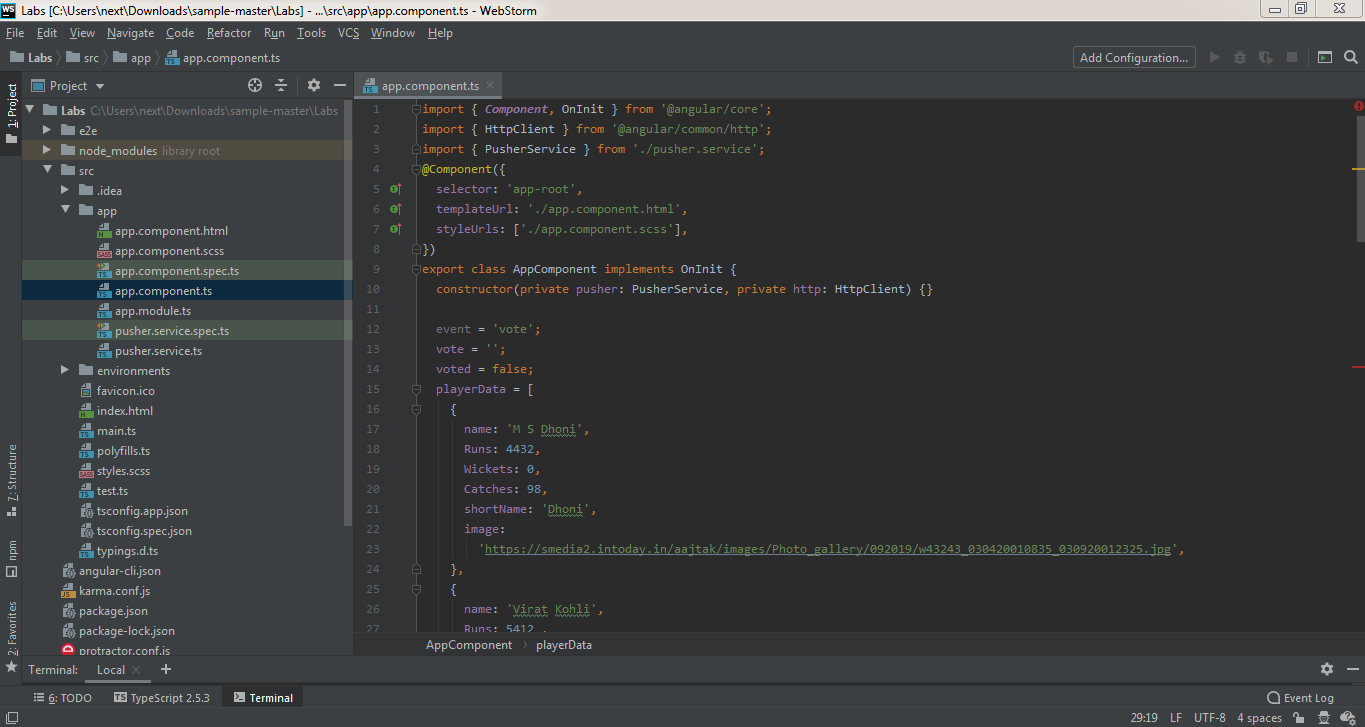 WS Labs [C:\Users\next\Downloads\sample-master\Labs] - ...\src\app\app.component.ts - WebStorm
File Edit View Navigate Code Refactor Run Tools VCS Window Help
Labs src app app.component.ts Add Configuration...
1: Project
Project
Labs C:\Users\next\Downloads\sample-master\Labs
e2e
node_modules library root
src
.idea
app
app.component.html
app.component.scss
app.component.spec.ts
app.component.ts
app.module.ts
pusher.service.spec.ts
pusher.service.ts
environments
favicon.ico
index.html
main.ts
polyfills.ts
styles.scss
test.ts
tsconfig.app.json
tsconfig.spec.json
typings.d.ts
angular-cli.json
karma.conf.js
package.json
package-lock.json
protractor.conf.js
7: Structure
npm
2: Favorites
app.component.ts
1 import { Component, OnInit } from '@angular/core';
2 import { HttpClient } from '@angular/common/http';
3 import { PusherService } from './pusher.service';
4 @Component({
5 selector: 'app-root',
6 templateUrl: './app.component.html',
7 styleUrls: ['./app.component.scss'],
8 })
9 export class AppComponent implements OnInit {
10 constructor(private pusher: PusherService, private http: HttpClient) {}
11
12 event = 'vote';
13 vote = '';
14 voted = false;
15 playerData = [
16 {
17 name: 'M S Dhoni',
18 Runs: 4432,
19 Wickets: 0,
20 Catches: 98,
21 shortName: 'Dhoni',
22 image:
23 'https://smedia2.intoday.in/aajtak/images/Photo_gallery/092019/w43243_030420010835_030920012325.jpg',
24 },
25 {
26 name: 'Virat Kohli',
27 Runs: 5412 ,
AppComponent playerData
Terminal: Local +
6: TODO TypeScript 2.5.3 Terminal Event Log
29:19 LF UTF-8 4 spaces